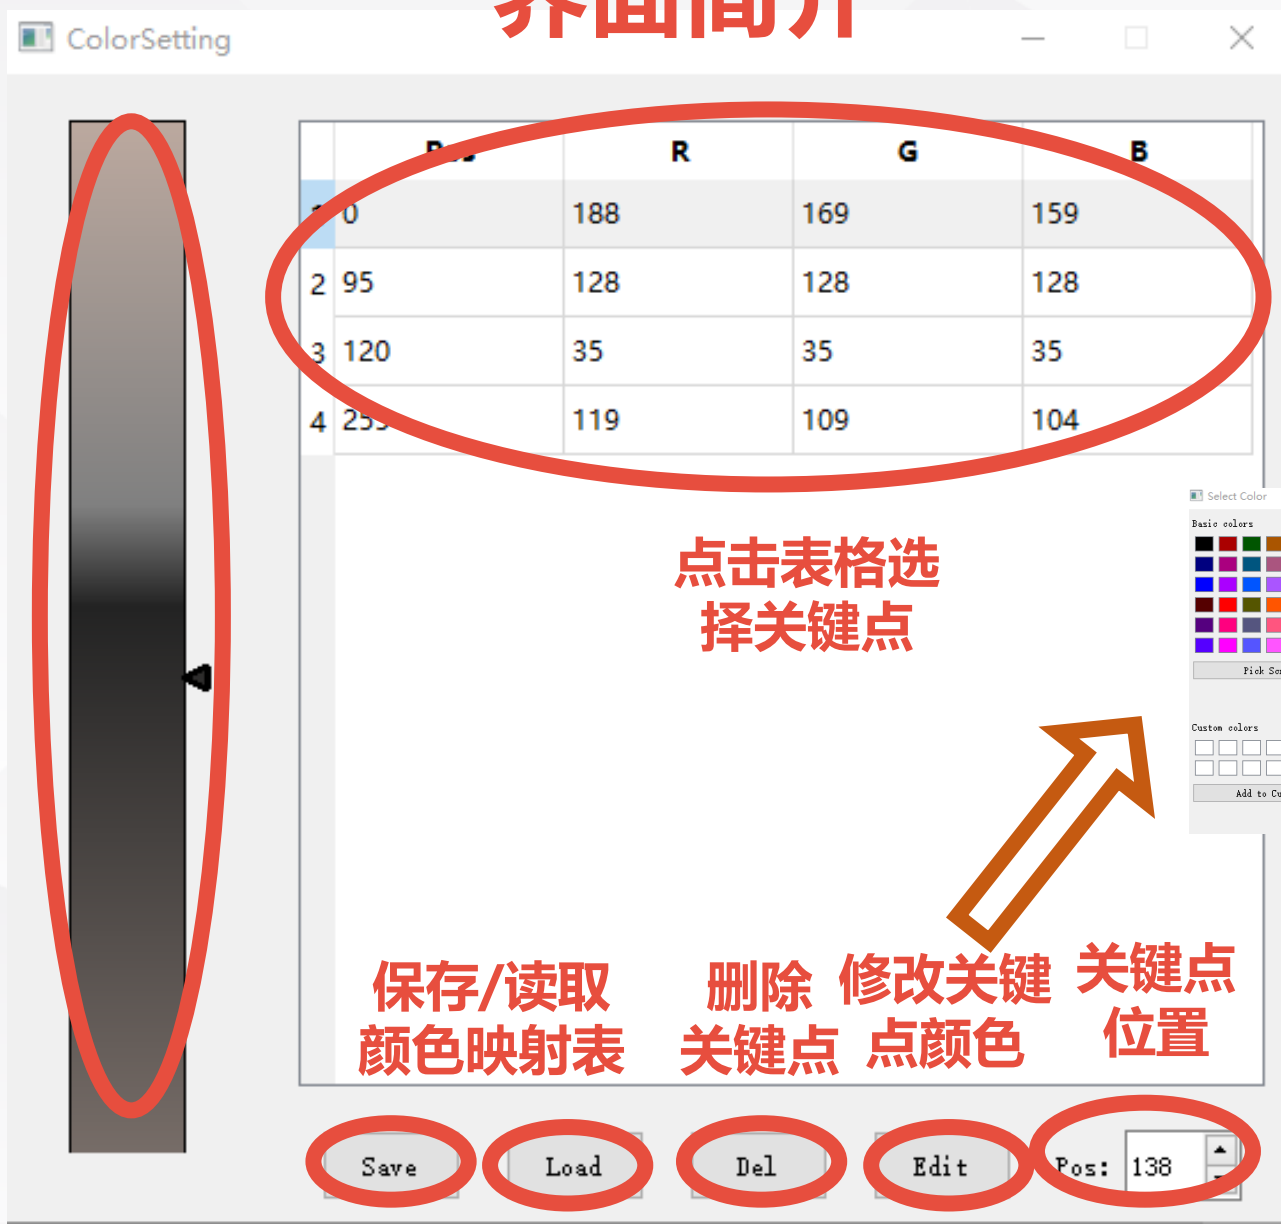 界面简介
ColorSetting
Pos R G B
1 0 188 169 159
2 95 128 128 128
3 120 35 35 35
4 255 119 109 104
点击表格选
择关键点
Select Color
Basic colors
Custom colors
保存/读取
颜色映射表
删除
关键点
修改关键
点颜色
关键点
位置
Save
Load
Del
Edit
Pos: 138